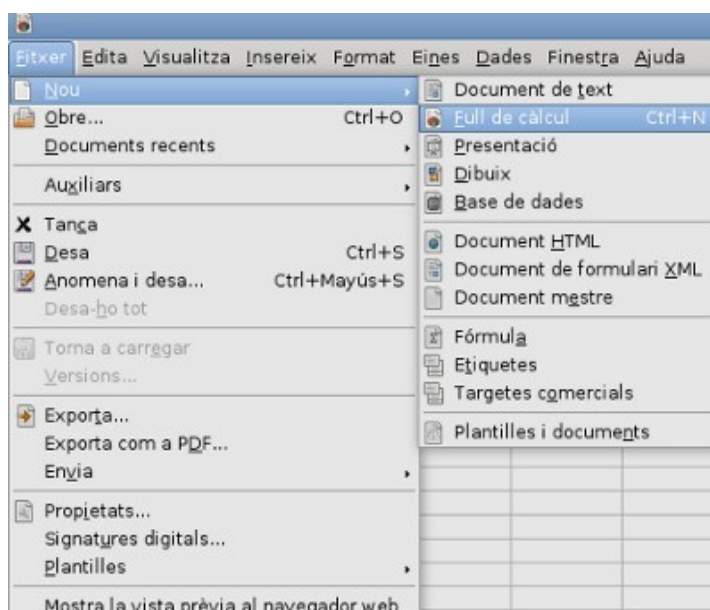 Fitxer Edita Visualitza Insereix Format Eines Dades Finestra Ajuda
Nou
Obre... Ctrl+O
Documents recents
Auxiliars
Tanca
Desa Ctrl+S
Anomena i desa... Ctrl+Mayús+S
Desa-ho tot
Torna a carregar
Versions...
Exporta...
Exporta com a PDF...
Envia
Propietats...
Signatures digitals...
Plantilles
Mostra la vista prèvia al navegador web
Document de text
Full de càlcul Ctrl+N
Presentació
Dibuix
Base de dades
Document HTML
Document de formulari XML
Document mestre
Fórmula
Etiquetes
Targetes comercials
Plantilles i documents